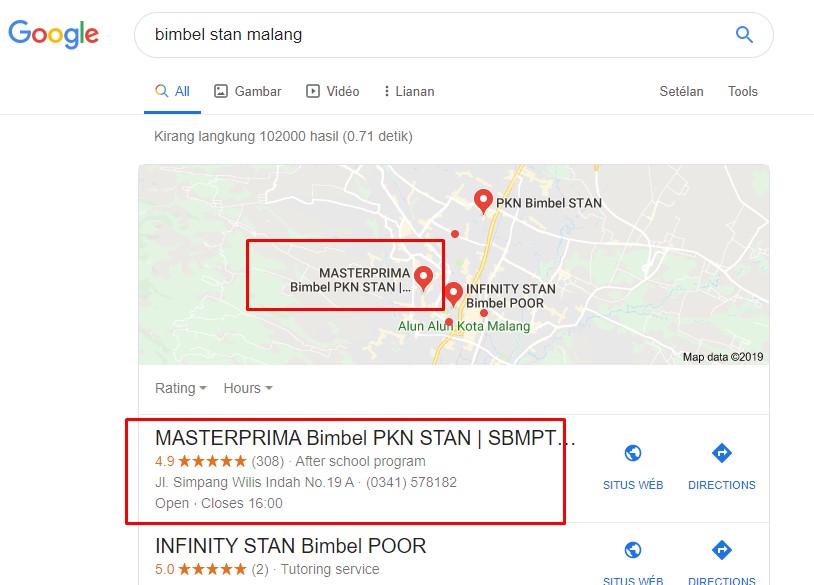 Google
bimbel stan malang
All Gambar Vidéo Lianan Setélan Tools
Kirang langkung 102000 hasil (0.71 detik)
PKN Bimbel STAN
MASTERPRIMA
Bimbel PKN STAN |...
INFINITY STAN
Bimbel POOR
Alun Alun Kota Malang
Map data ©2019
Rating Hours
MASTERPRIMA Bimbel PKN STAN | SBMPT...
4.9 (308) · After school program
Jl. Simpang Wilis Indah No.19 A · (0341) 578182
Open · Closes 16:00
SITUS WÉB DIRECTIONS
INFINITY STAN Bimbel POOR
5.0 (2) · Tutoring service
SITUS WÉB DIRECTIONS